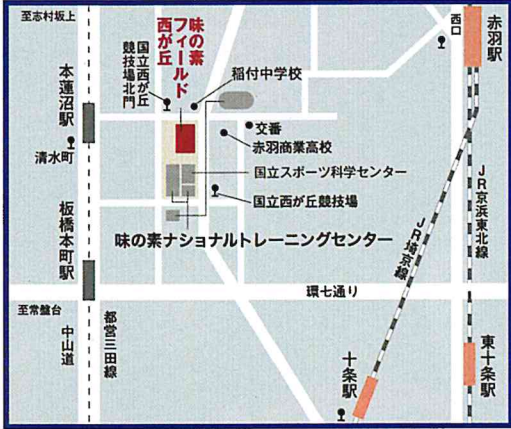 至志村坂上
本蓮沼駅
清水町
板橋本町駅
至常盤台
中山道
都営三田線
国立西が丘
競技場北門
味の素
フィールド
西が丘
稲付中学校
交番
赤羽商業高校
国立スポーツ科学センター
国立西が丘競技場
味の素ナショナルトレーニングセンター
環七通り
西口
赤羽駅
JR京浜東北線
JR埼京線
十条駅
東十条駅